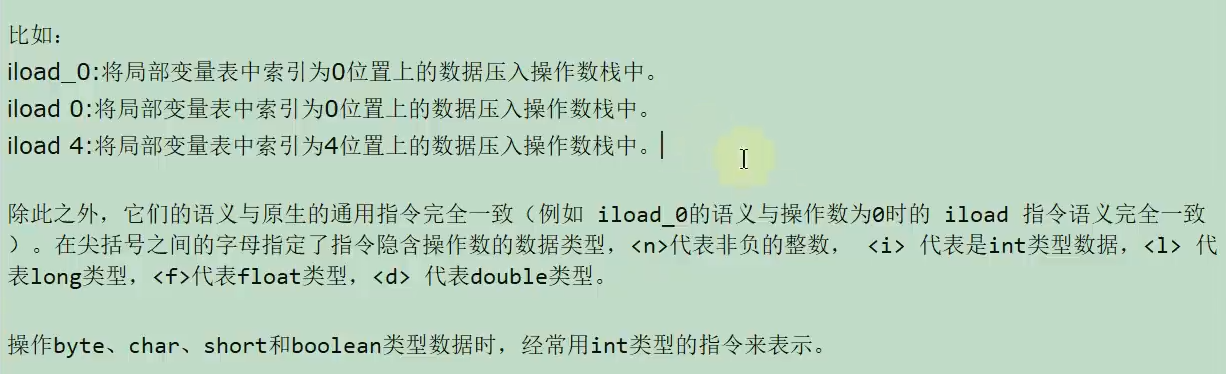 比如：
iload_0:将局部变量表中索引为0位置上的数据压入操作数栈中。
iload 0:将局部变量表中索引为0位置上的数据压入操作数栈中。
iload 4:将局部变量表中索引为4位置上的数据压入操作数栈中。
除此之外，它们的语义与原生的通用指令完全一致（例如 iload_0的语义与操作数为0时的 iload 指令语义完全一致
）。在尖括号之间的字母指定了指令隐含操作数的数据类型，<n>代表非负的整数， <i> 代表是int类型数据，<l> 代
表long类型，<f>代表float类型，<d> 代表double类型。
操作byte、char、short和boolean类型数据时，经常用int类型的指令来表示。